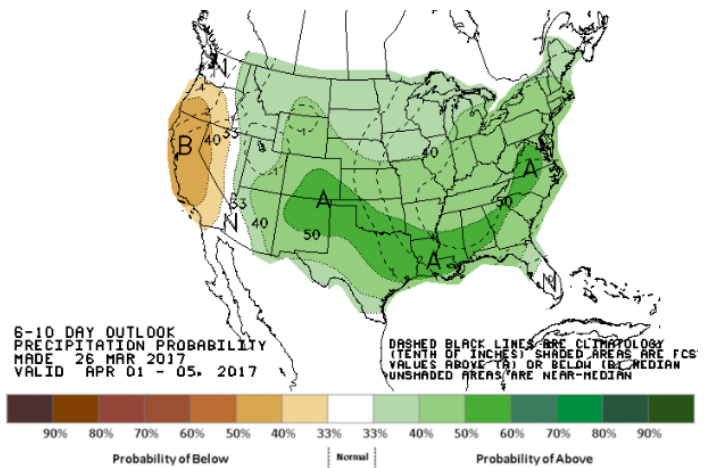 N
B
40
33
33
N
40
A
50
40
A
50
A
N
6-10 DAY OUTLOOK
PRECIPITATION PROBABILITY
MADE 26 MAR 2017
VALID APR 01 - 05, 2017
DASHED BLACK LINES ARE CLIMATOLOGY
(TENTH OF INCHES) SHADED AREAS ARE FCST
VALUES ABOVE (A) OR BELOW (B) MEDIAN
UNSHADED AREAS ARE NEAR-MEDIAN
90% 80% 70% 60% 50% 40% 33% 33% 40% 50% 60% 70% 80% 90%
Probability of Below Normal Probability of Above